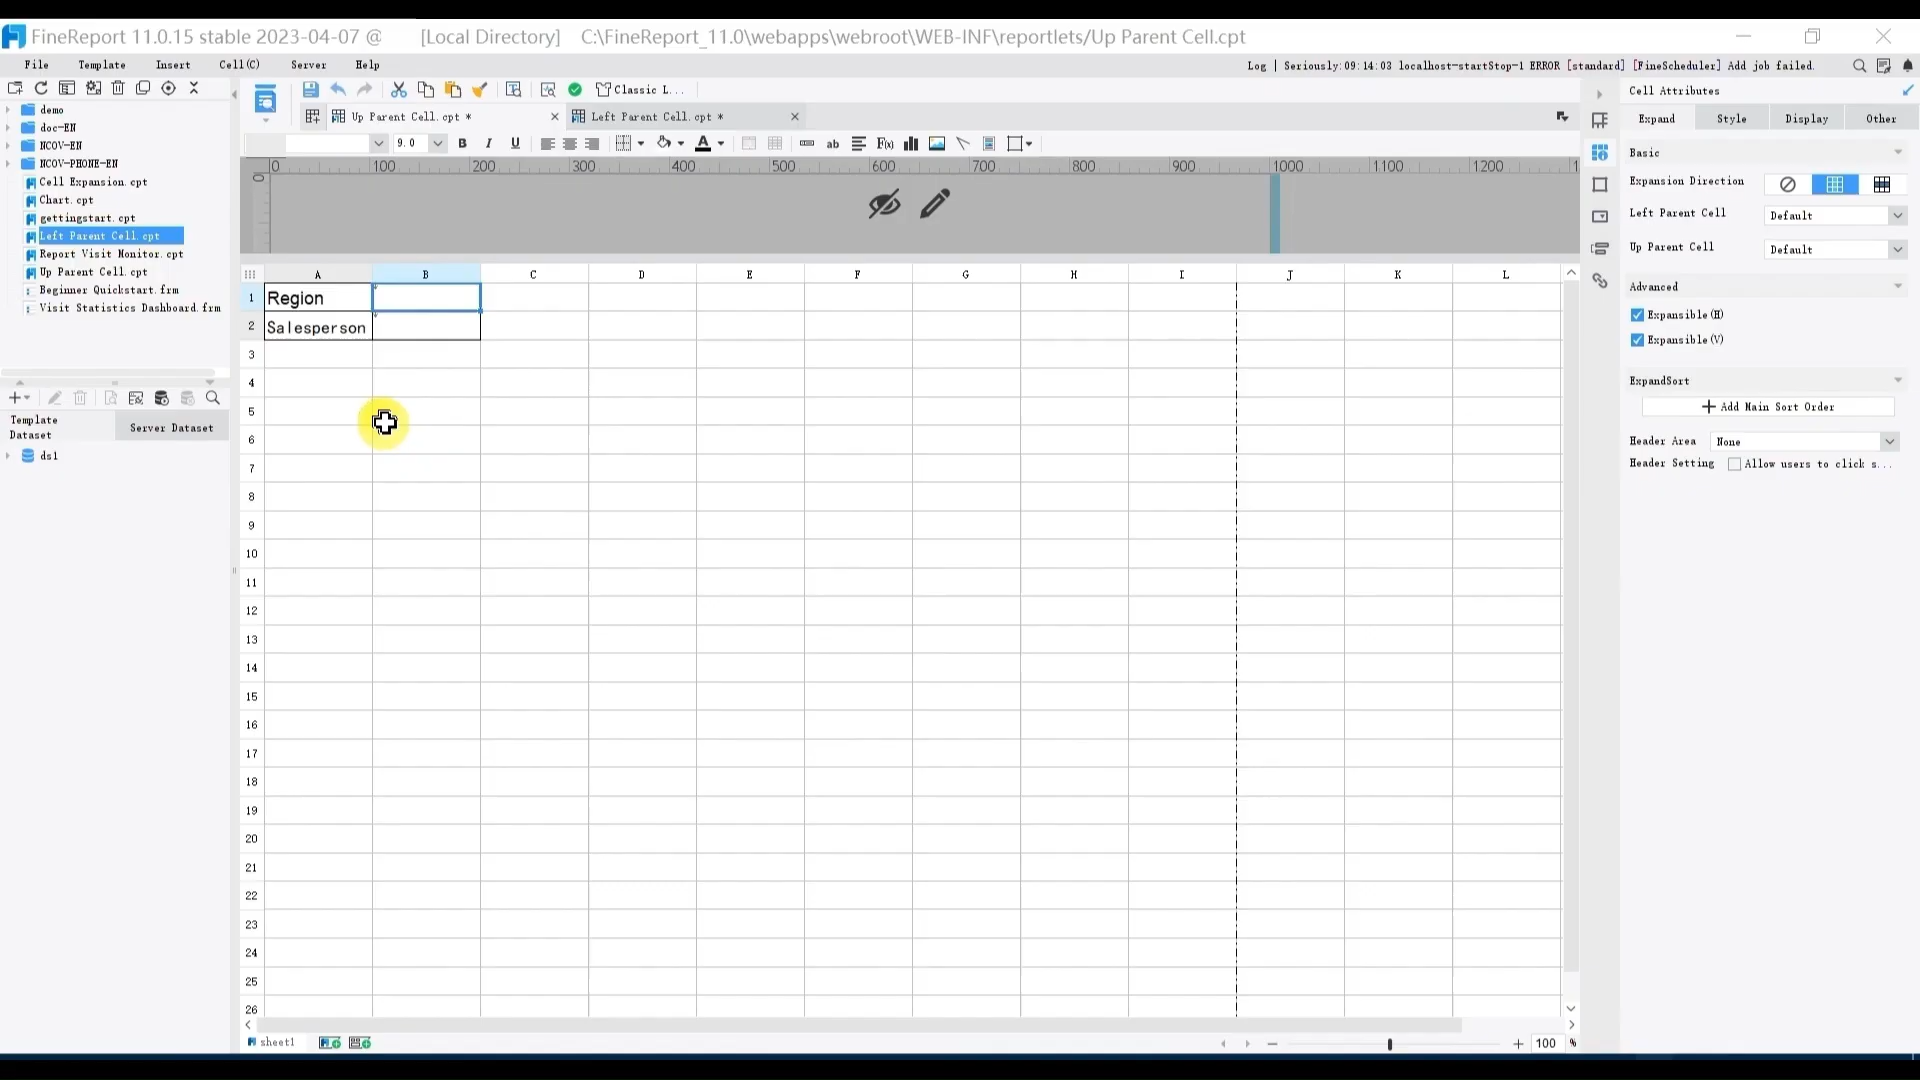 FineReport 11.0.15 stable 2023-04-07 @ [Local Directory] C:\FineReport_11.0\webapps\webroot\WEB-INF\reportlets/Up Parent Cell.cpt
File Template Insert Cell(C) Server Help Log | Seriously:09:14:03 localhost-startStop-1 ERROR [standard] [FineScheduler] Add job failed.
Classic L...
Up Parent Cell.cpt * Left Parent Cell.cpt *
9.0 B I U A ab F(x)
0 100 200 300 400 500 600 700 800 900 1000 1100 1200 1
0
demo
doc-EN
NCOV-EN
NCOV-PHONE-EN
Cell Expansion.cpt
Chart.cpt
gettingstart.cpt
Left Parent Cell.cpt
Report Visit Monitor.cpt
Up Parent Cell.cpt
Beginner Quickstart.frm
Visit Statistics Dashboard.frm
Template
Dataset
Server Dataset
ds1
A B C D E F G H I J K L
1 Region
2 Salesperson
3
4
5
6
7
8
9
10
11
12
13
14
15
16
17
18
19
20
21
22
23
24
25
26
sheet1
100 %
Cell Attributes
Expand Style Display Other
Basic
Expansion Direction
Left Parent Cell Default
Up Parent Cell Default
Advanced
Expansible(H)
Expansible(V)
ExpandSort
Add Main Sort Order
Header Area None
Header Setting Allow users to click s...